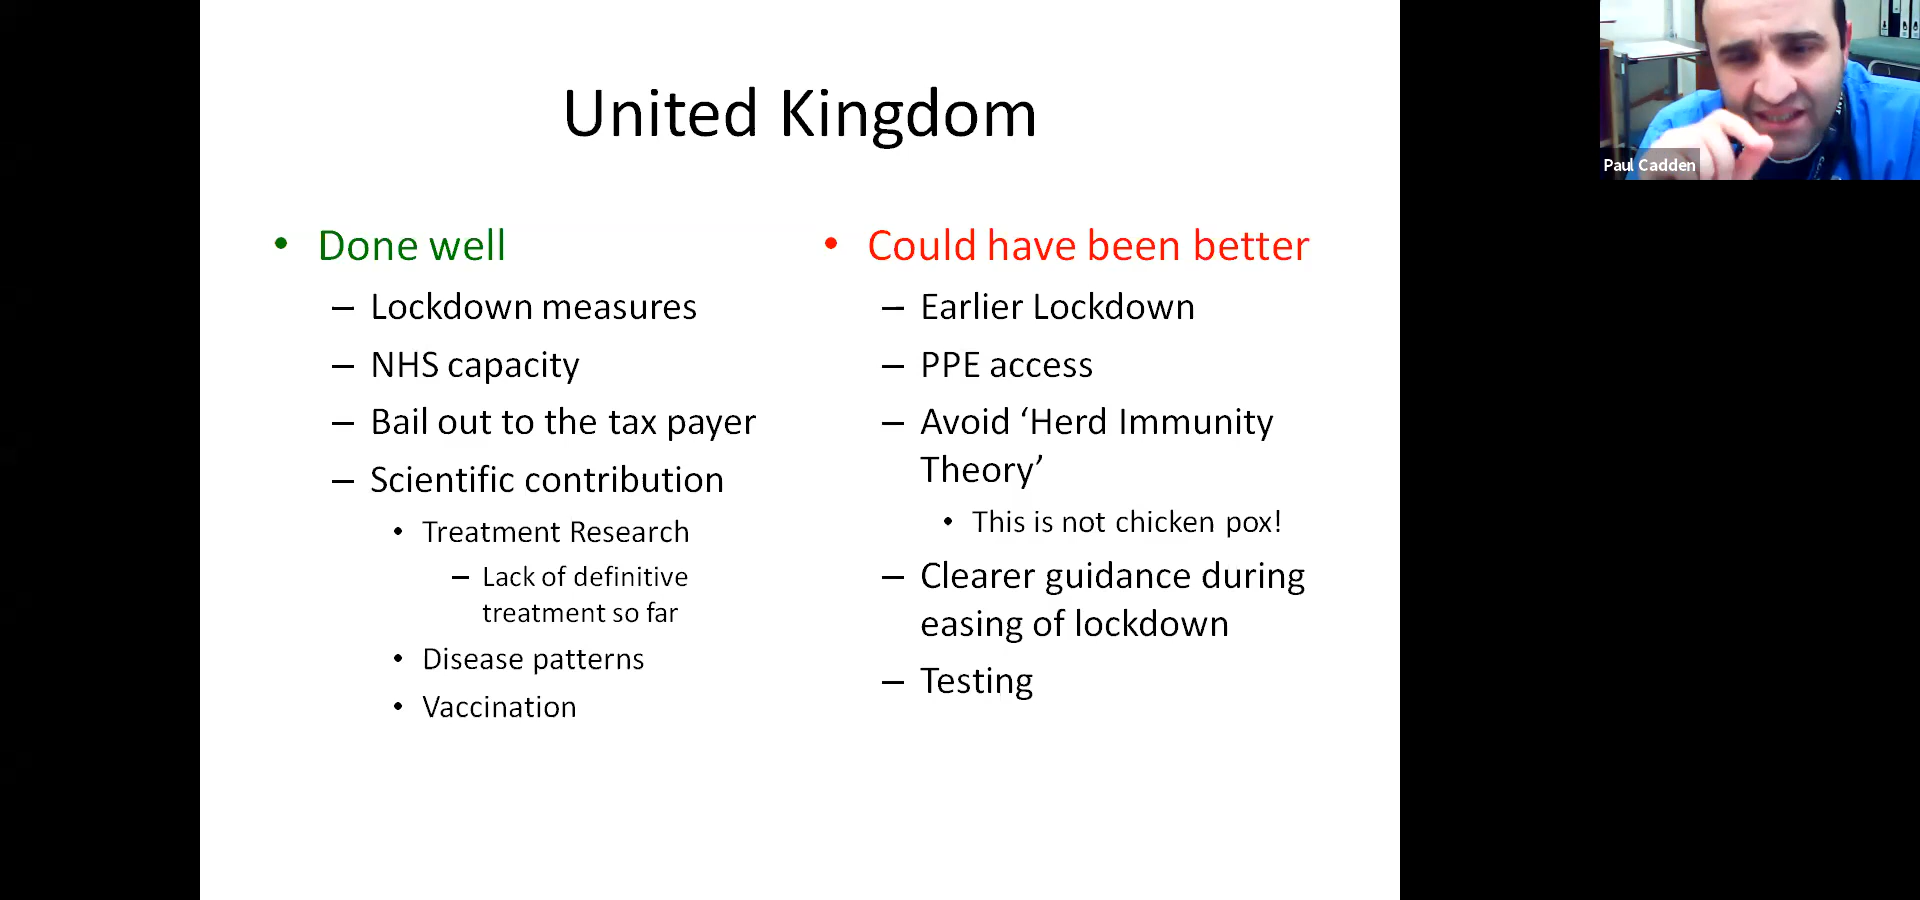 United Kingdom
• Done well
– Lockdown measures
– NHS capacity
– Bail out to the tax payer
– Scientific contribution
• Treatment Research
– Lack of definitive
treatment so far
• Disease patterns
• Vaccination
• Could have been better
– Earlier Lockdown
– PPE access
– Avoid ‘Herd Immunity
Theory’
• This is not chicken pox!
– Clearer guidance during
easing of lockdown
– Testing
Paul Cadden